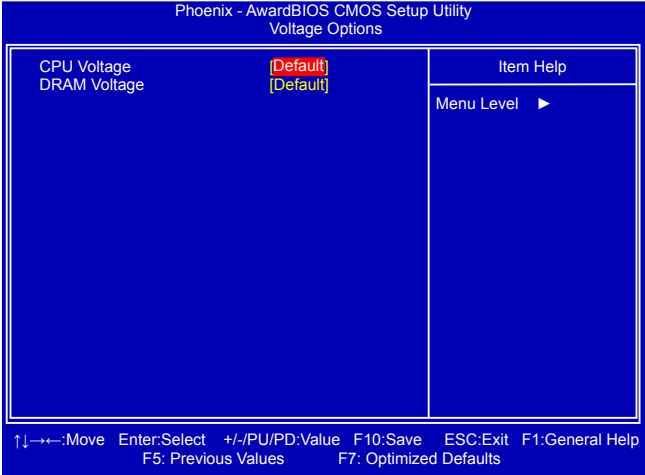 Phoenix - AwardBIOS CMOS Setup Utility
Voltage Options
CPU Voltage [Default]
DRAM Voltage [Default]
Item Help
Menu Level ►
↑↓→←:Move Enter:Select +/-/PU/PD:Value F10:Save ESC:Exit F1:General Help
F5: Previous Values F7: Optimized Defaults